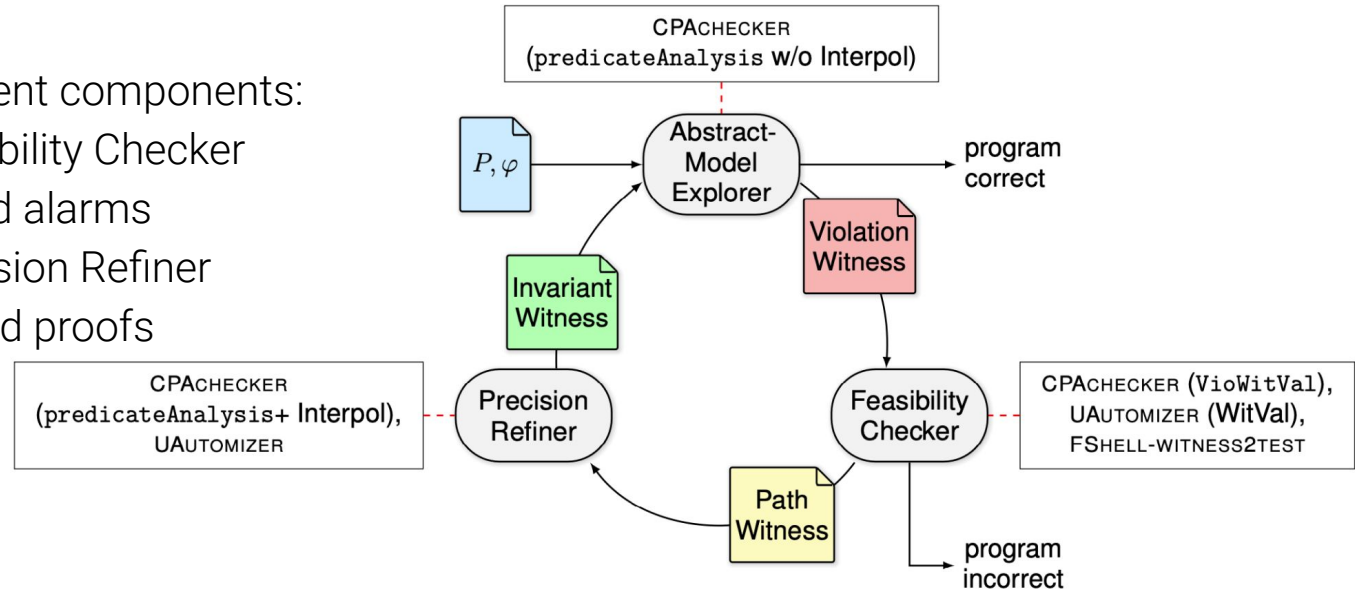 CPACHECKER
(predicateAnalysis w/o Interpol)
ent components:
bility Checker
d alarms
sion Refiner
d proofs
P, φ
Abstract-
Model
Explorer
program
correct
Violation
Witness
Invariant
Witness
CPACHECKER
(predicateAnalysis+ Interpol),
UAUTOMIZER
Precision
Refiner
Feasibility
Checker
CPACHECKER (VioWitVal),
UAUTOMIZER (WitVal),
FSHELL-WITNESS2TEST
Path
Witness
program
incorrect